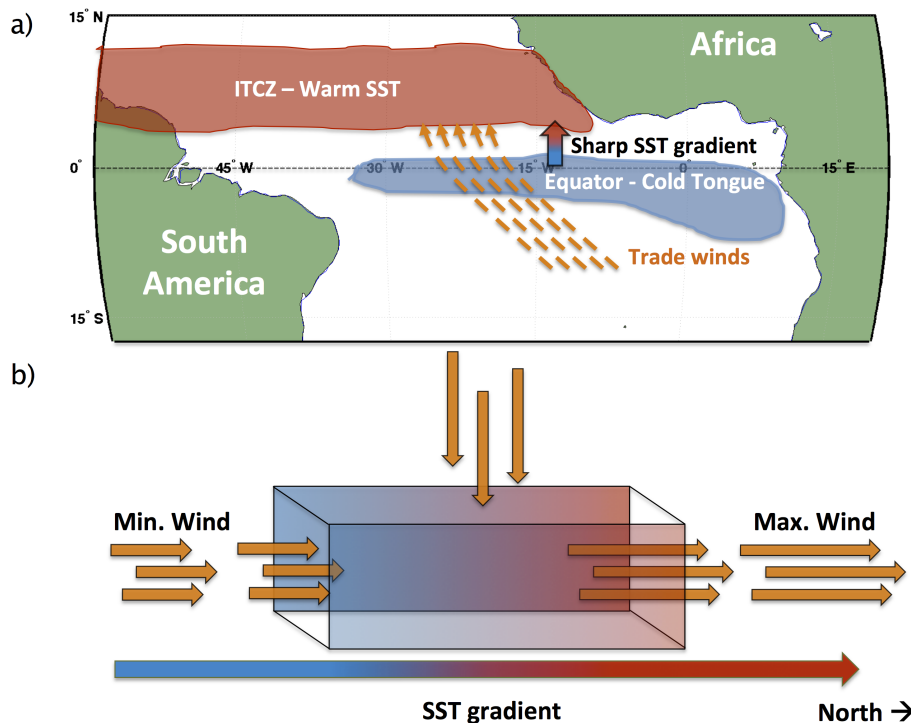 a)
15° N
Africa
ITCZ – Warm SST
Sharp SST gradient
0°
45° W
30° W
15° W
0°
15° E
Equator - Cold Tongue
South
America
Trade winds
15° S
b)
Min. Wind
Max. Wind
SST gradient
North →